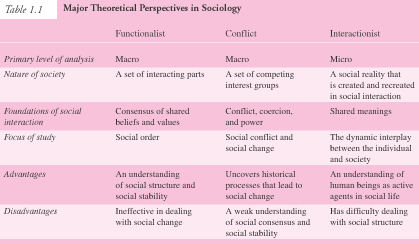 Table 1.1 Major Theoretical Perspectives in Sociology
Functionalist Conflict Interactionist
Primary level of analysis Macro Macro Micro
Nature of society A set of interacting parts A set of competing A social reality that
interest groups is created and recreated
in social interaction
Foundations of social Consensus of shared Conflict, coercion, Shared meanings
interaction beliefs and values and power
Focus of study Social order Social conflict and The dynamic interplay
social change between the individual
and society
Advantages An understanding Uncovers historical An understanding of
of social structure and processes that lead to human beings as active
social stability social change agents in social life
Disadvantages Ineffective in dealing A weak understanding Has difficulty dealing
with social change of social consensus and with social structure
social stability